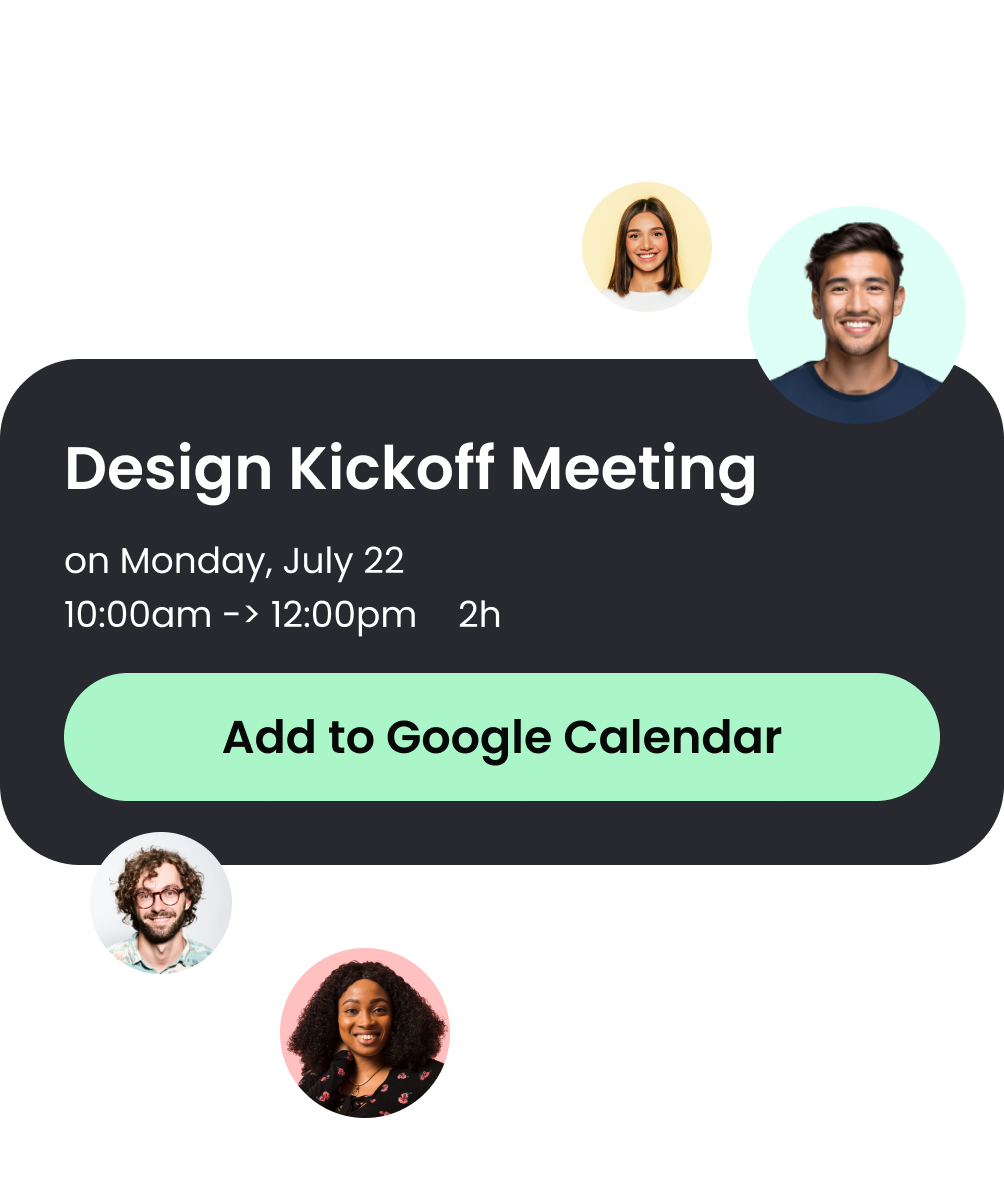 Design Kickoff Meeting
on Monday, July 22
10:00am -> 12:00pm 2h
Add to Google Calendar